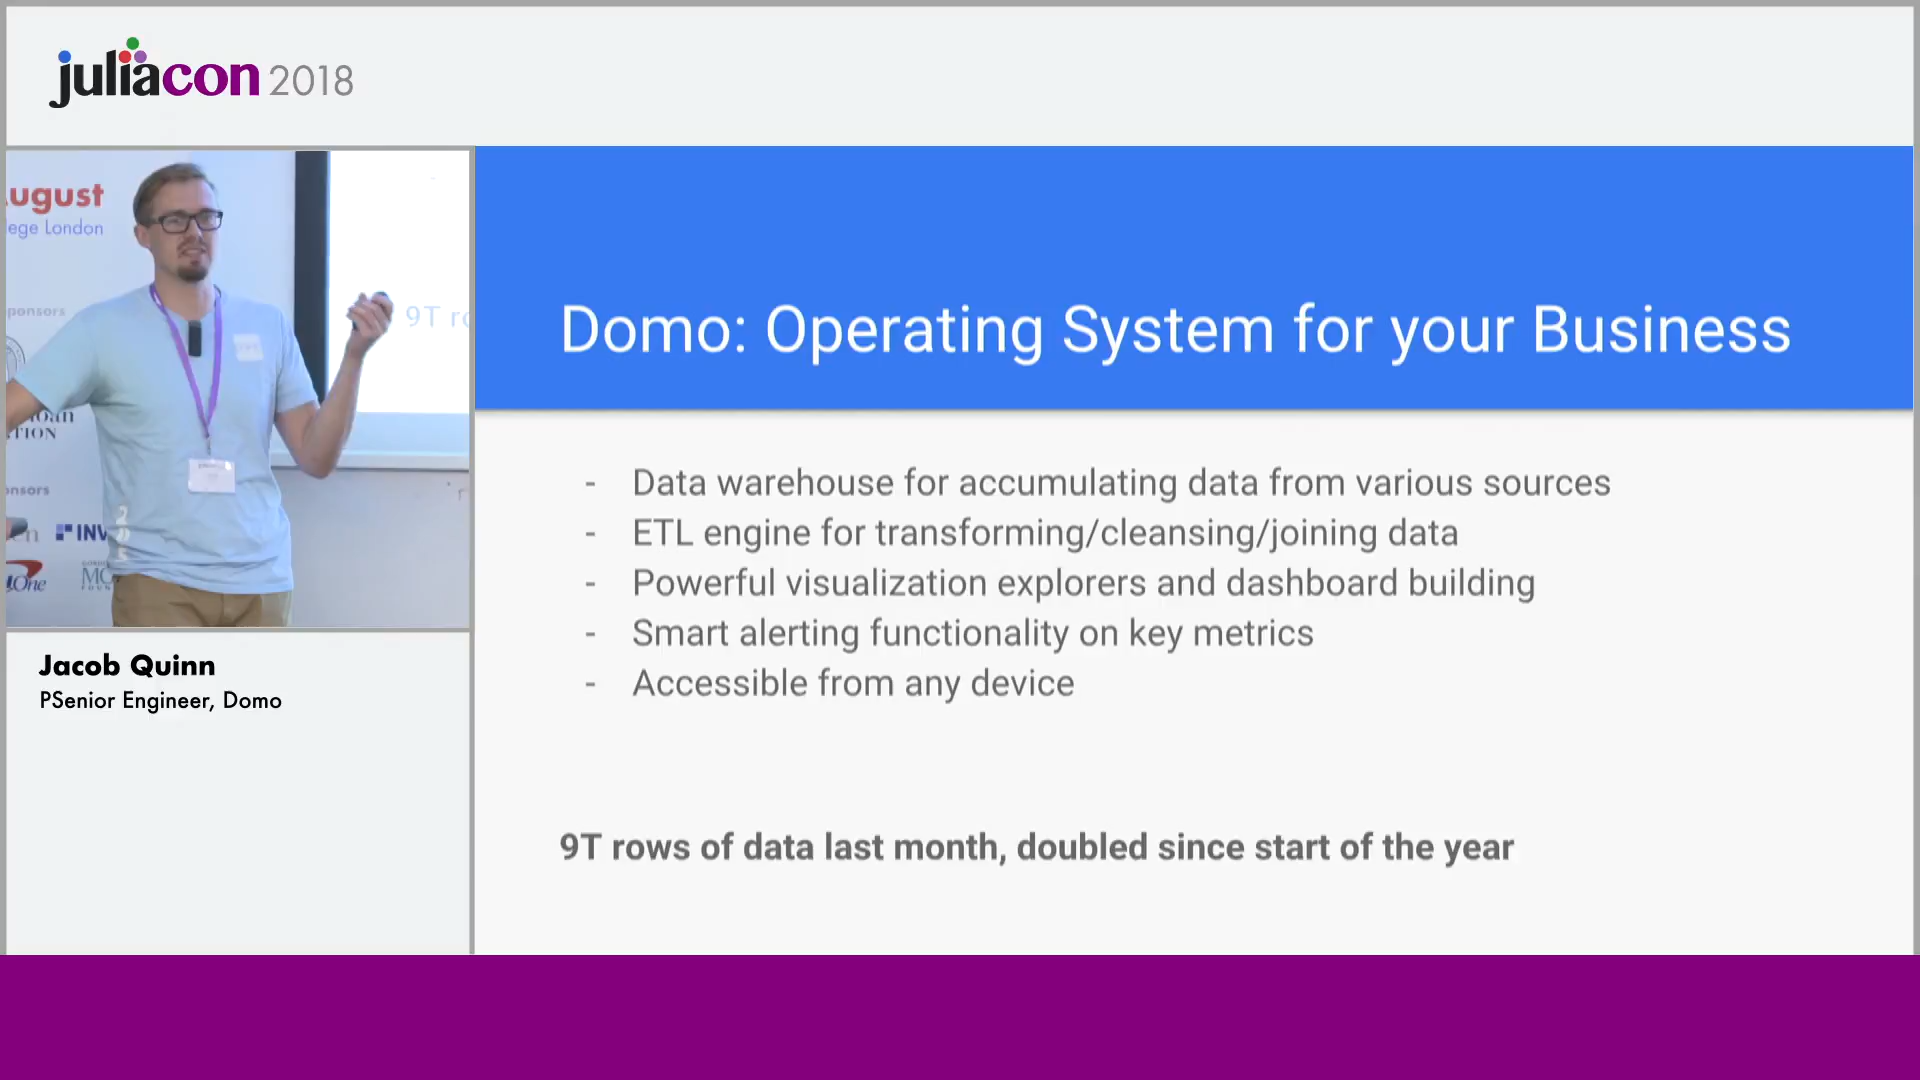 juliacon 2018
ugust
ege London
ponsors
TION
onsors
INV
One
9T ro
Jacob Quinn
PSenior Engineer, Domo
Domo: Operating System for your Business
- Data warehouse for accumulating data from various sources
- ETL engine for transforming/cleansing/joining data
- Powerful visualization explorers and dashboard building
- Smart alerting functionality on key metrics
- Accessible from any device
9T rows of data last month, doubled since start of the year